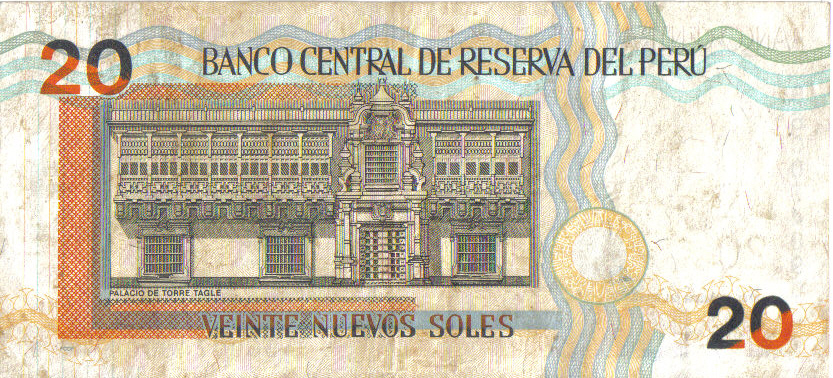 20
BANCO CENTRAL DE RESERVA DEL PERÚ
PALACIO DE TORRE TAGLE
VEINTE NUEVOS SOLES
20